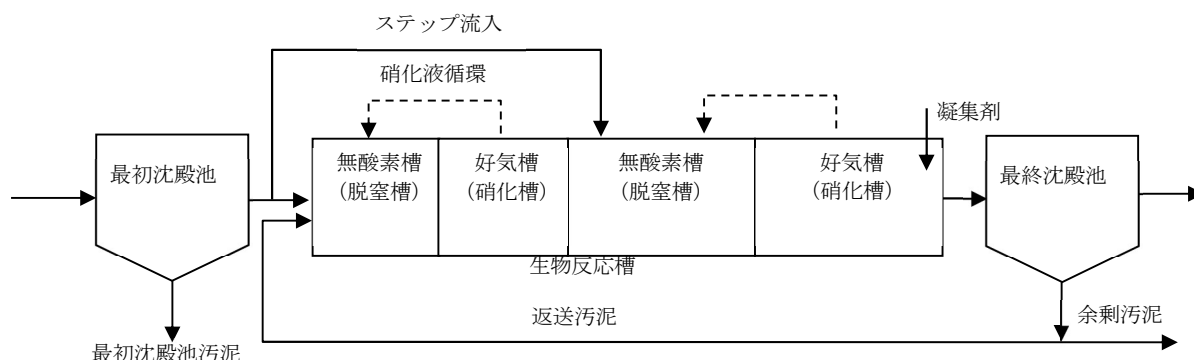 ステップ流入
硝化液循環
凝集剤
最初沈殿池
無酸素槽
(脱窒槽)
好気槽
(硝化槽)
無酸素槽
(脱窒槽)
好気槽
(硝化槽)
最終沈殿池
生物反応槽
返送汚泥
余剰汚泥
最初沈殿池汚泥